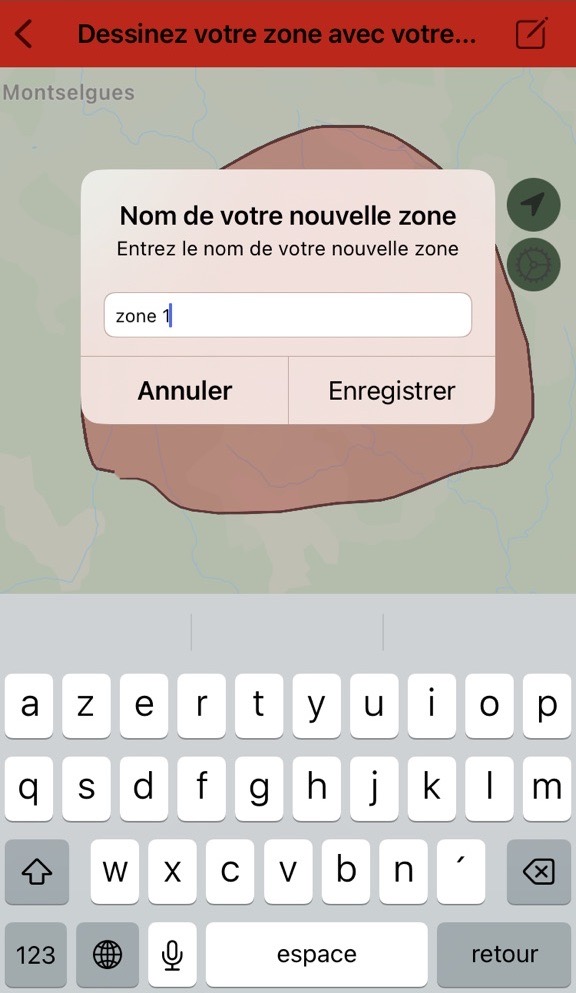 Dessinez votre zone avec votre...
Montselgues
Nom de votre nouvelle zone
Entrez le nom de votre nouvelle zone
zone 1
Annuler Enregistrer
a z e r t y u i o p
q s d f g h j k l m
w x c v b n ´
123 espace retour